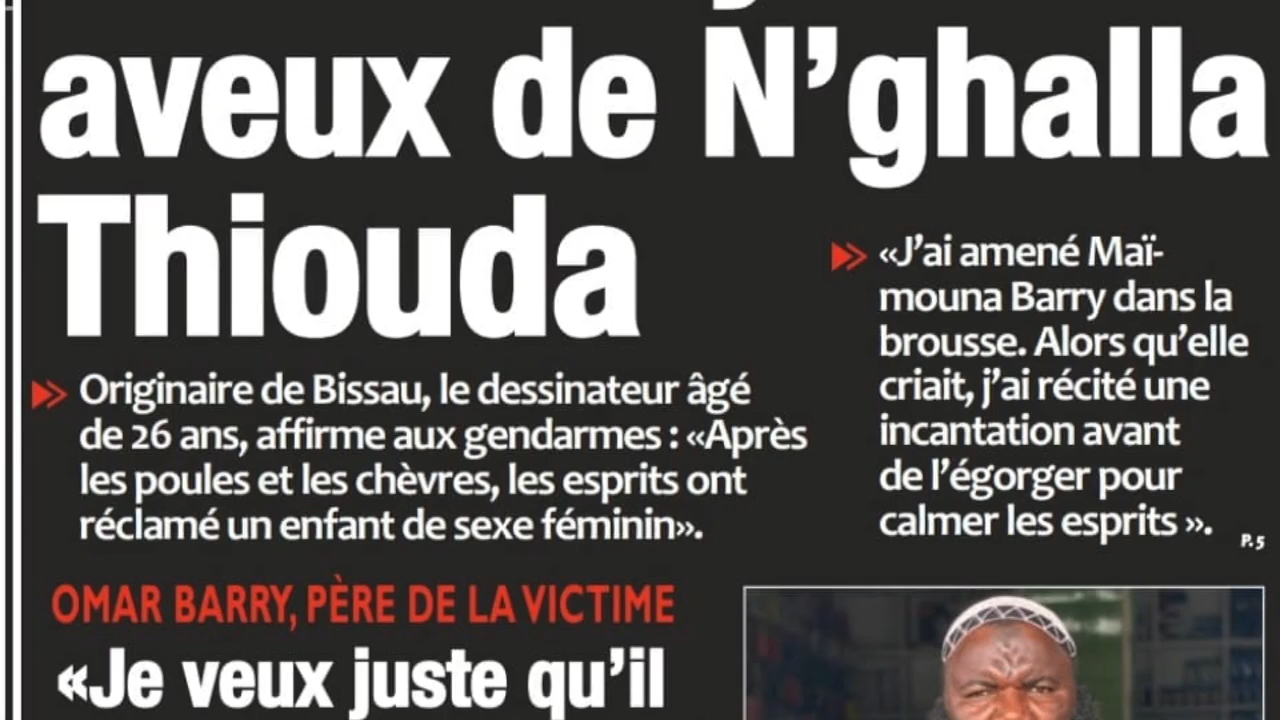 aveux de N'ghalla
Thiouda
Originaire de Bissau, le dessinateur âgé
de 26 ans, affirme aux gendarmes : «Après
les poules et les chèvres, les esprits ont
réclamé un enfant de sexe féminin».
«J'ai amené Maï-
mouna Barry dans la
brousse. Alors qu'elle
criait, j'ai récité une
incantation avant
de l'égorger pour
calmer les esprits ».
P.5
OMAR BARRY, PÈRE DE LA VICTIME
«Je veux juste qu'il